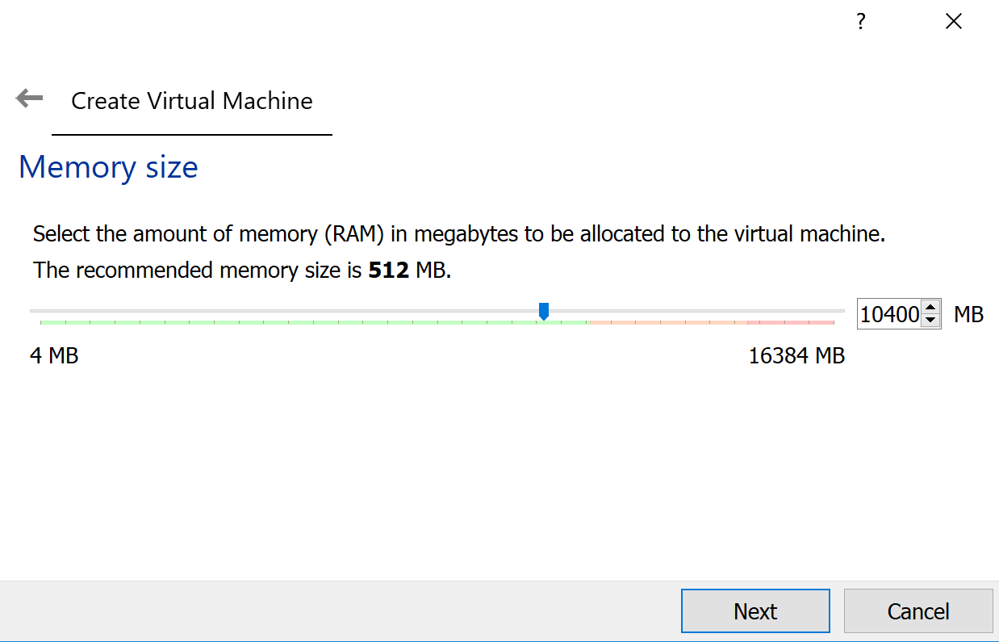 ?
Create Virtual Machine
Memory size
Select the amount of memory (RAM) in megabytes to be allocated to the virtual machine.
The recommended memory size is 512 MB.
10400 MB
4 MB 16384 MB
Next Cancel